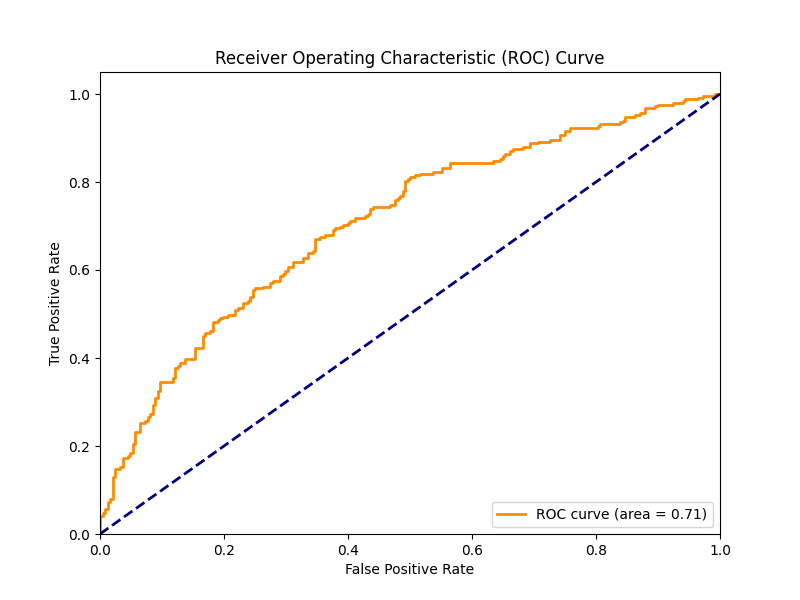 Receiver Operating Characteristic (ROC) Curve
True Positive Rate
1.0
0.8
0.6
0.4
0.2
0.0
ROC curve (area = 0.71)
0.0 0.2 0.4 0.6 0.8 1.0
False Positive Rate